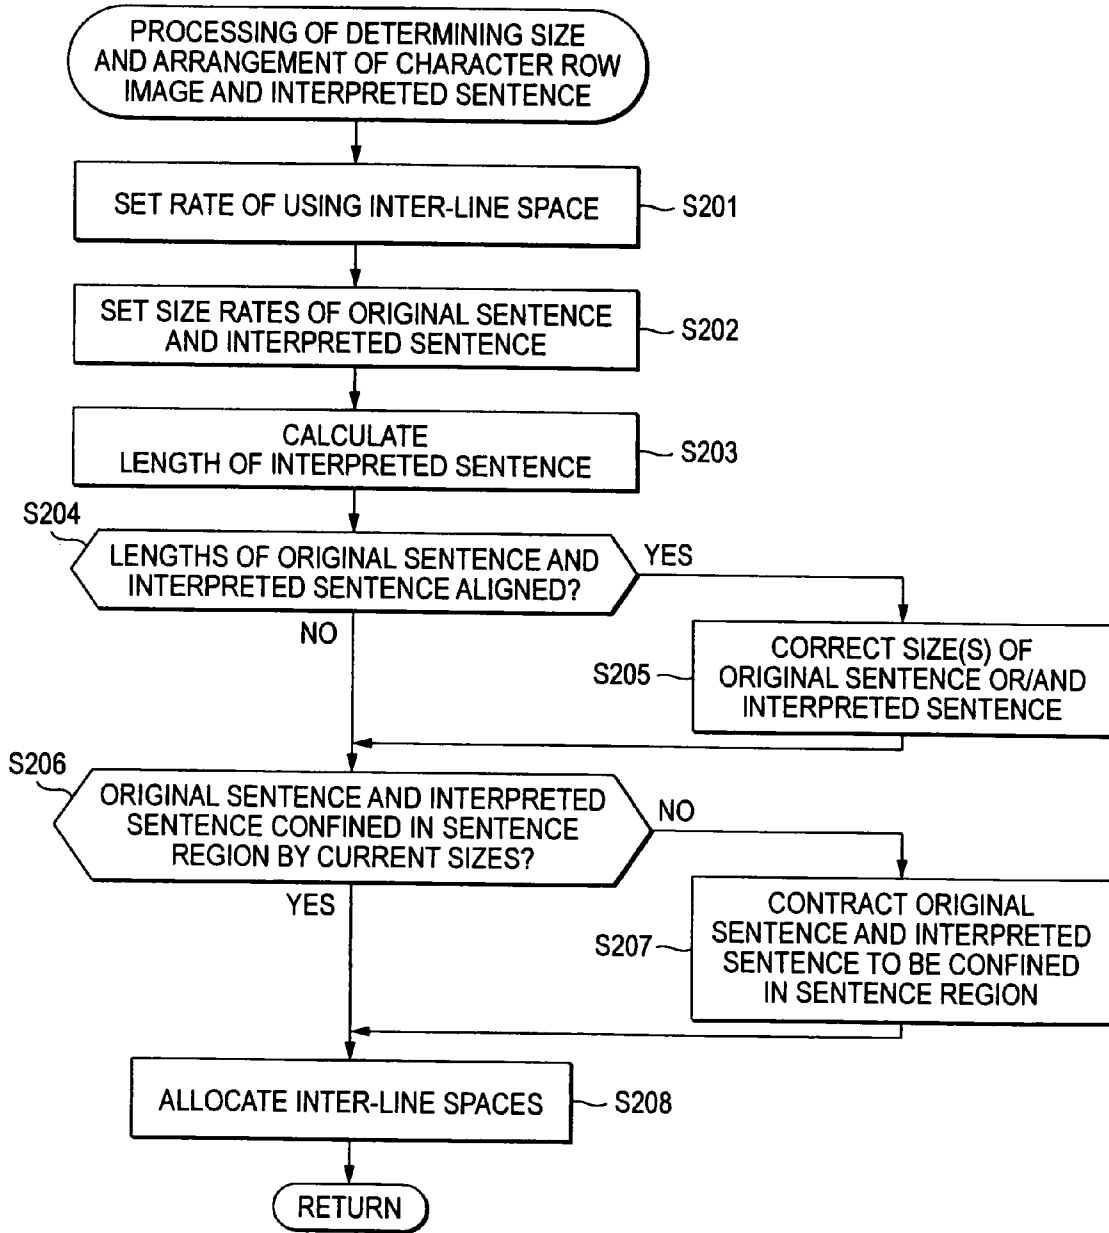 PROCESSING OF DETERMINING SIZE
AND ARRANGEMENT OF CHARACTER ROW
IMAGE AND INTERPRETED SENTENCE
SET RATE OF USING INTER-LINE SPACE
S201
SET SIZE RATES OF ORIGINAL SENTENCE
AND INTERPRETED SENTENCE
S202
CALCULATE
LENGTH OF INTERPRETED SENTENCE
S203
S204
LENGTHS OF ORIGINAL SENTENCE AND
INTERPRETED SENTENCE ALIGNED?
YES
NO
S205
CORRECT SIZE(S) OF
ORIGINAL SENTENCE OR/AND
INTERPRETED SENTENCE
S206
ORIGINAL SENTENCE AND INTERPRETED
SENTENCE CONFINED IN SENTENCE
REGION BY CURRENT SIZES?
NO
YES
S207
CONTRACT ORIGINAL
SENTENCE AND INTERPRETED
SENTENCE TO BE CONFINED
IN SENTENCE REGION
ALLOCATE INTER-LINE SPACES
S208
RETURN